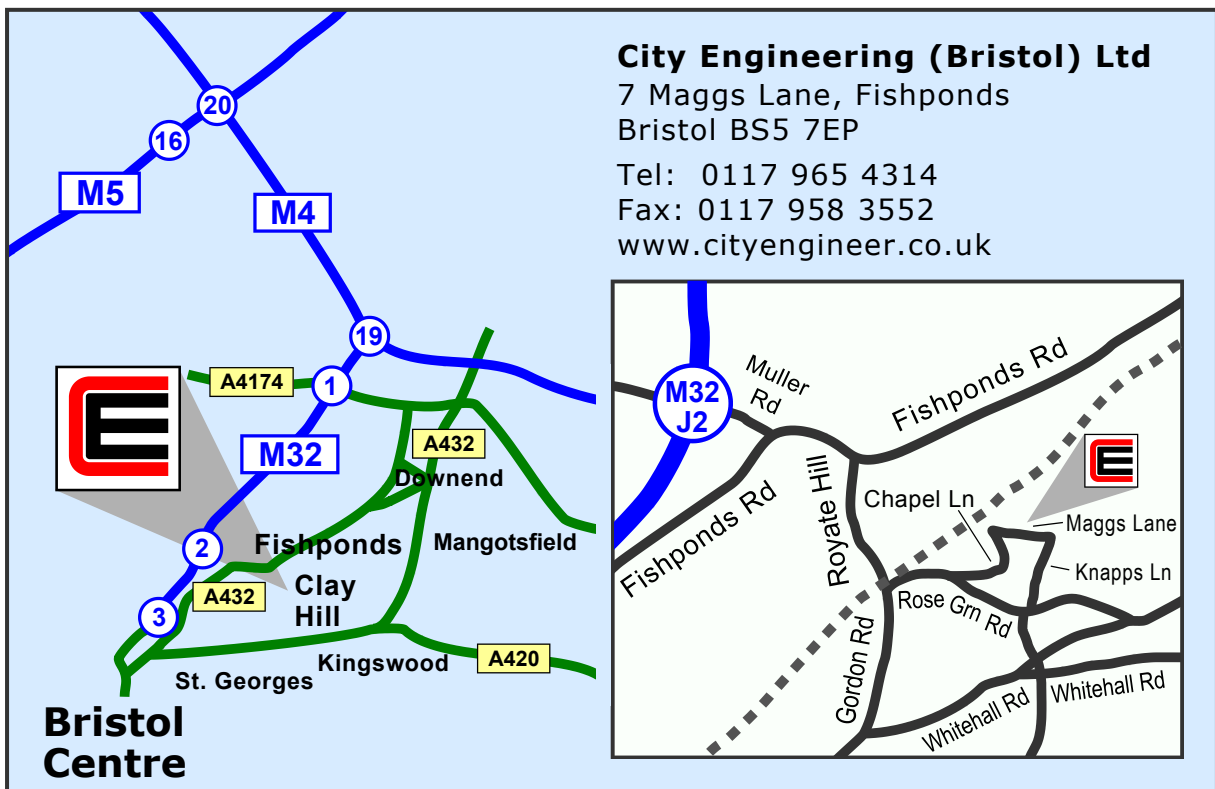 City Engineering (Bristol) Ltd
7 Maggs Lane, Fishponds
Bristol BS5 7EP
Tel: 0117 965 4314
Fax: 0117 958 3552
www.cityengineer.co.uk
20
16
M5
M4
19
A4174
1
M32
A432
Downend
2
Fishponds
Mangotsfield
A432
Clay
Hill
3
Kingswood
A420
St. Georges
Bristol
Centre
M32
J2
Muller
Rd
Fishponds Rd
Fishponds Rd
Royate Hill
Chapel Ln
Maggs Lane
Knapps Ln
Rose Grn Rd
Gordon Rd
Whitehall Rd
Whitehall Rd
E
E